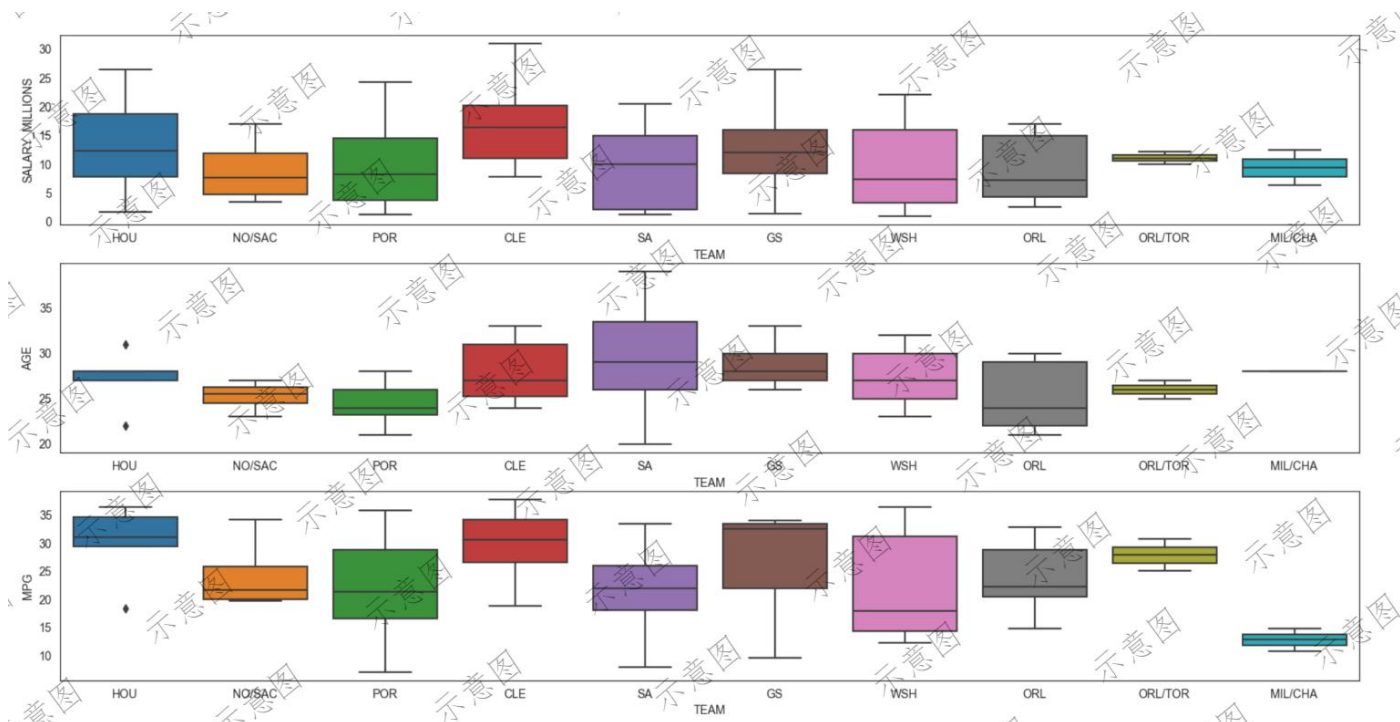 SALARY_MILLIONS
30
25
20
15
10
5
0
HOU NO/SAC POR CLE SA GS WSH ORL ORL/TOR MIL/CHA
TEAM
AGE
35
30
25
20
HOU NO/SAC POR CLE SA GS WSH ORL ORL/TOR MIL/CHA
TEAM
MPG
35
30
25
20
15
10
HOU NO/SAC POR CLE SA GS WSH ORL ORL/TOR MIL/CHA
TEAM
示意图